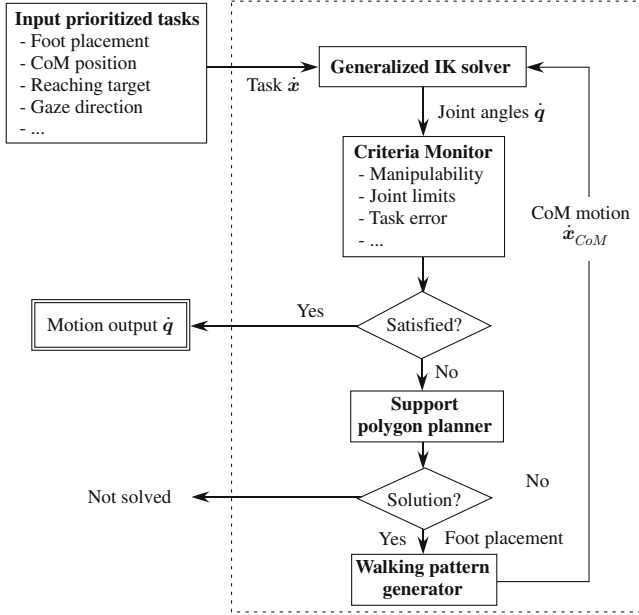 Input prioritized tasks
- Foot placement
- CoM position
- Reaching target
- Gaze direction
- ...
Task ẋ
Generalized IK solver
Joint angles q̇
Criteria Monitor
- Manipulability
- Joint limits
- Task error
- ...
CoM motion
ẋ_CoM
Yes
Satisfied?
Motion output q̇
No
Support
polygon planner
Not solved
Solution?
No
Yes
Foot placement
Walking pattern
generator